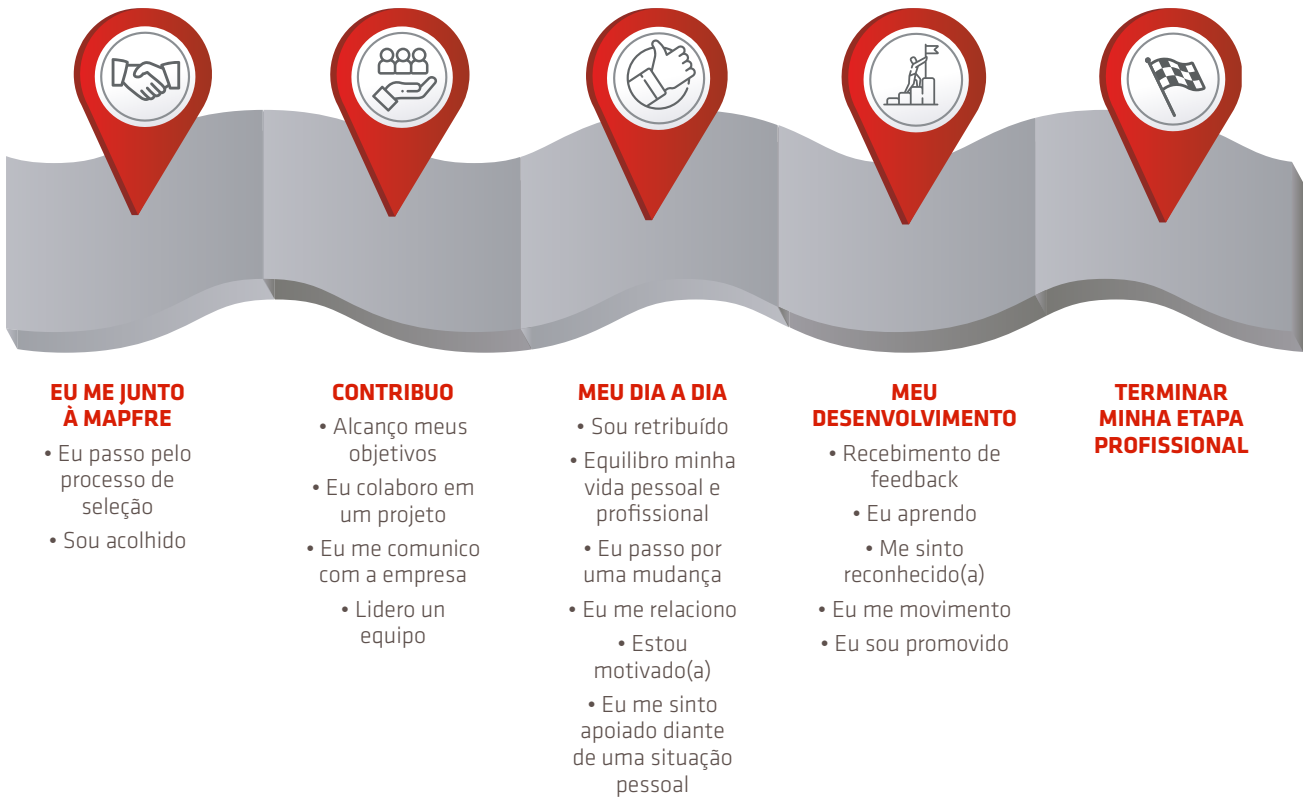 EU ME JUNTO
À MAPFRE
• Eu passo pelo
processo de
seleção
• Sou acolhido
CONTRIBUO
• Alcanço meus
objetivos
• Eu colaboro em
um projeto
• Eu me comunico
com a empresa
• Lidero un
equipo
MEU DIA A DIA
• Sou retribuído
• Equilibro minha
vida pessoal e
profissional
• Eu passo por
uma mudança
• Eu me relaciono
• Estou
motivado(a)
• Eu me sinto
apoiado diante
de uma situação
pessoal
MEU
DESENVOLVIMENTO
• Recebimento de
feedback
• Eu aprendo
• Me sinto
reconhecido(a)
• Eu me movimento
• Eu sou promovido
TERMINAR
MINHA ETAPA
PROFISSIONAL